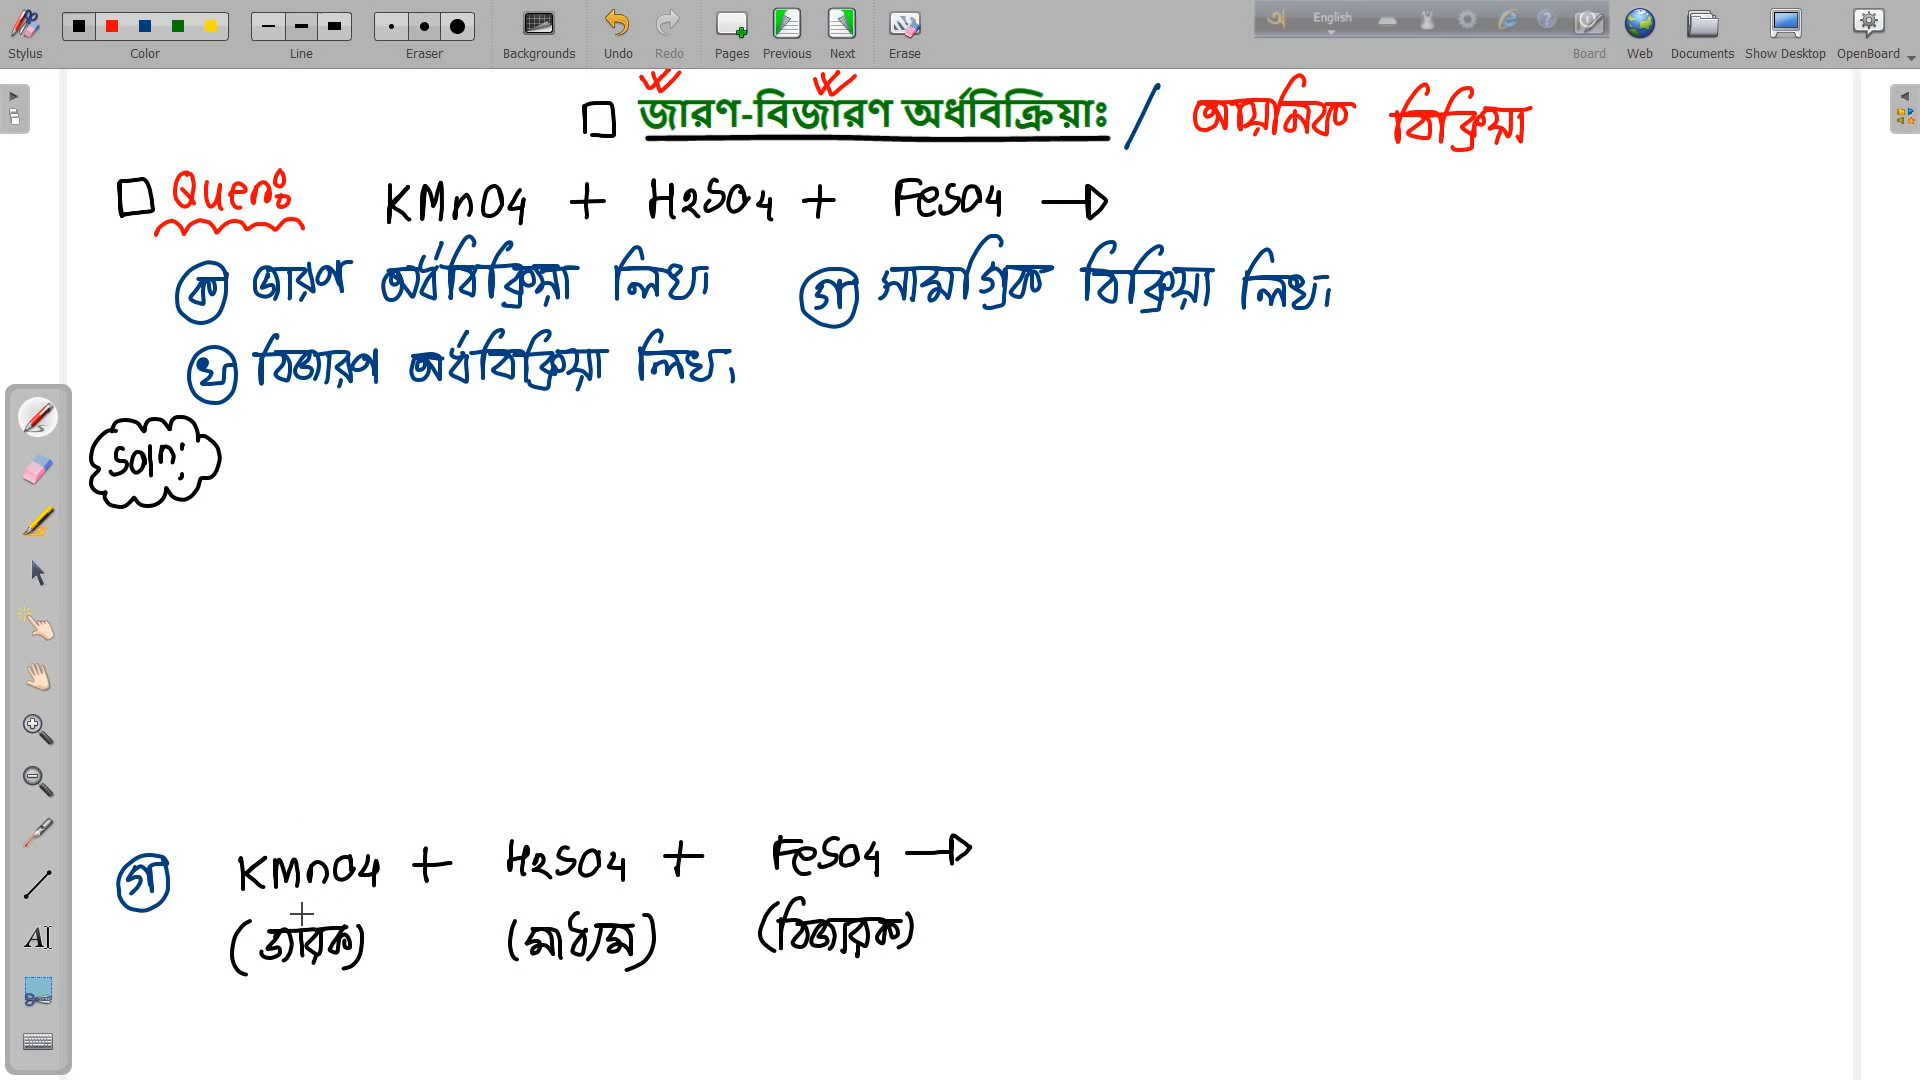 Stylus Color Line Eraser Backgrounds Undo Redo Pages Previous Next Erase English Board Web Documents Show Desktop OpenBoard
জারণ-বিজারণ অর্ধবিক্রিয়াঃ / আয়নিক বিক্রিয়া
Quenঃ KMnO4 + H2SO4 + FeSO4 →
ক জারণ অর্ধবিক্রিয়া লিখ। গ সামগ্রিক বিক্রিয়া লিখ।
খ বিজারণ অর্ধবিক্রিয়া লিখ।
Soln:
গ KMnO4 + H2SO4 + FeSO4 →
(জারক) (মাধ্যম) (বিজারক)